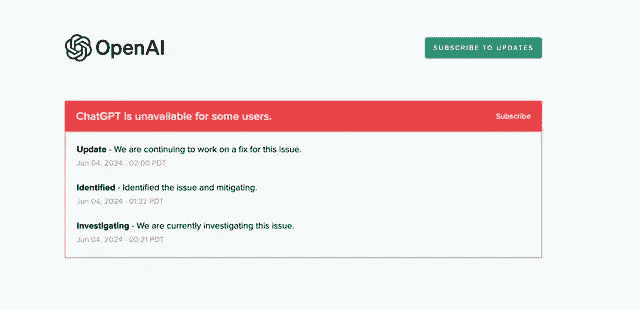 OpenAI
SUBSCRIBE TO UPDATES
ChatGPT is unavailable for some users.
Subscribe
Update - We are continuing to work on a fix for this issue.
Jun 04, 2024 - 02:00 PDT
Identified - Identified the issue and mitigating.
Jun 04, 2024 - 01:32 PDT
Investigating - We are currently investigating this issue.
Jun 04, 2024 - 00:21 PDT